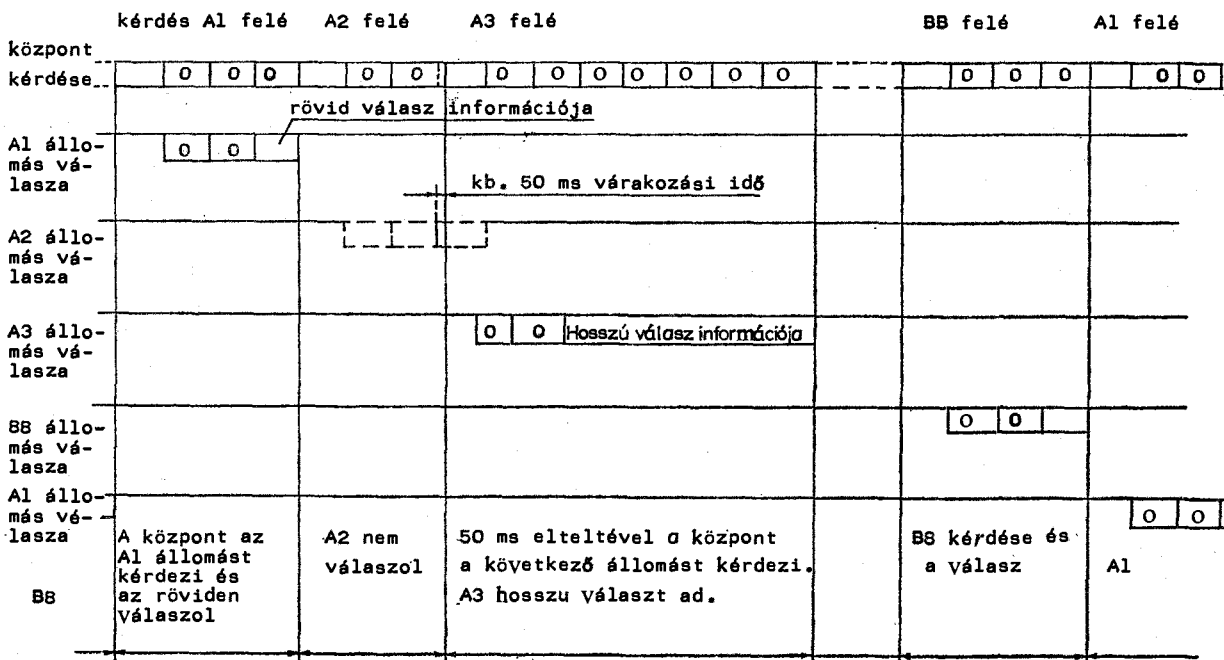 kérdés A1 felé A2 felé A3 felé BB felé A1 felé
központ
kérdése
0 0 0 0 0 0 0 0 0 0 0 0 0 0 0 0 0
rövid válasz információja
A1 állo-
más vá-
lasza
0 0
kb. 50 ms várakozási idő
A2 állo-
más vá-
lasza
A3 állo-
más vá-
lasza
0 0 Hosszú válasz információja
B8 állo-
más vá-
lasza
0 0
A1 állo-
más vé-
lasza
0 0
A központ az
A1 állomást
kérdezi és
az röviden
válaszol
A2 nem
válaszol
50 ms elteltével a központ
a következő állomást kérdezi.
A3 hosszu választ ad.
B8 kérdése és
a válasz
A1
B8